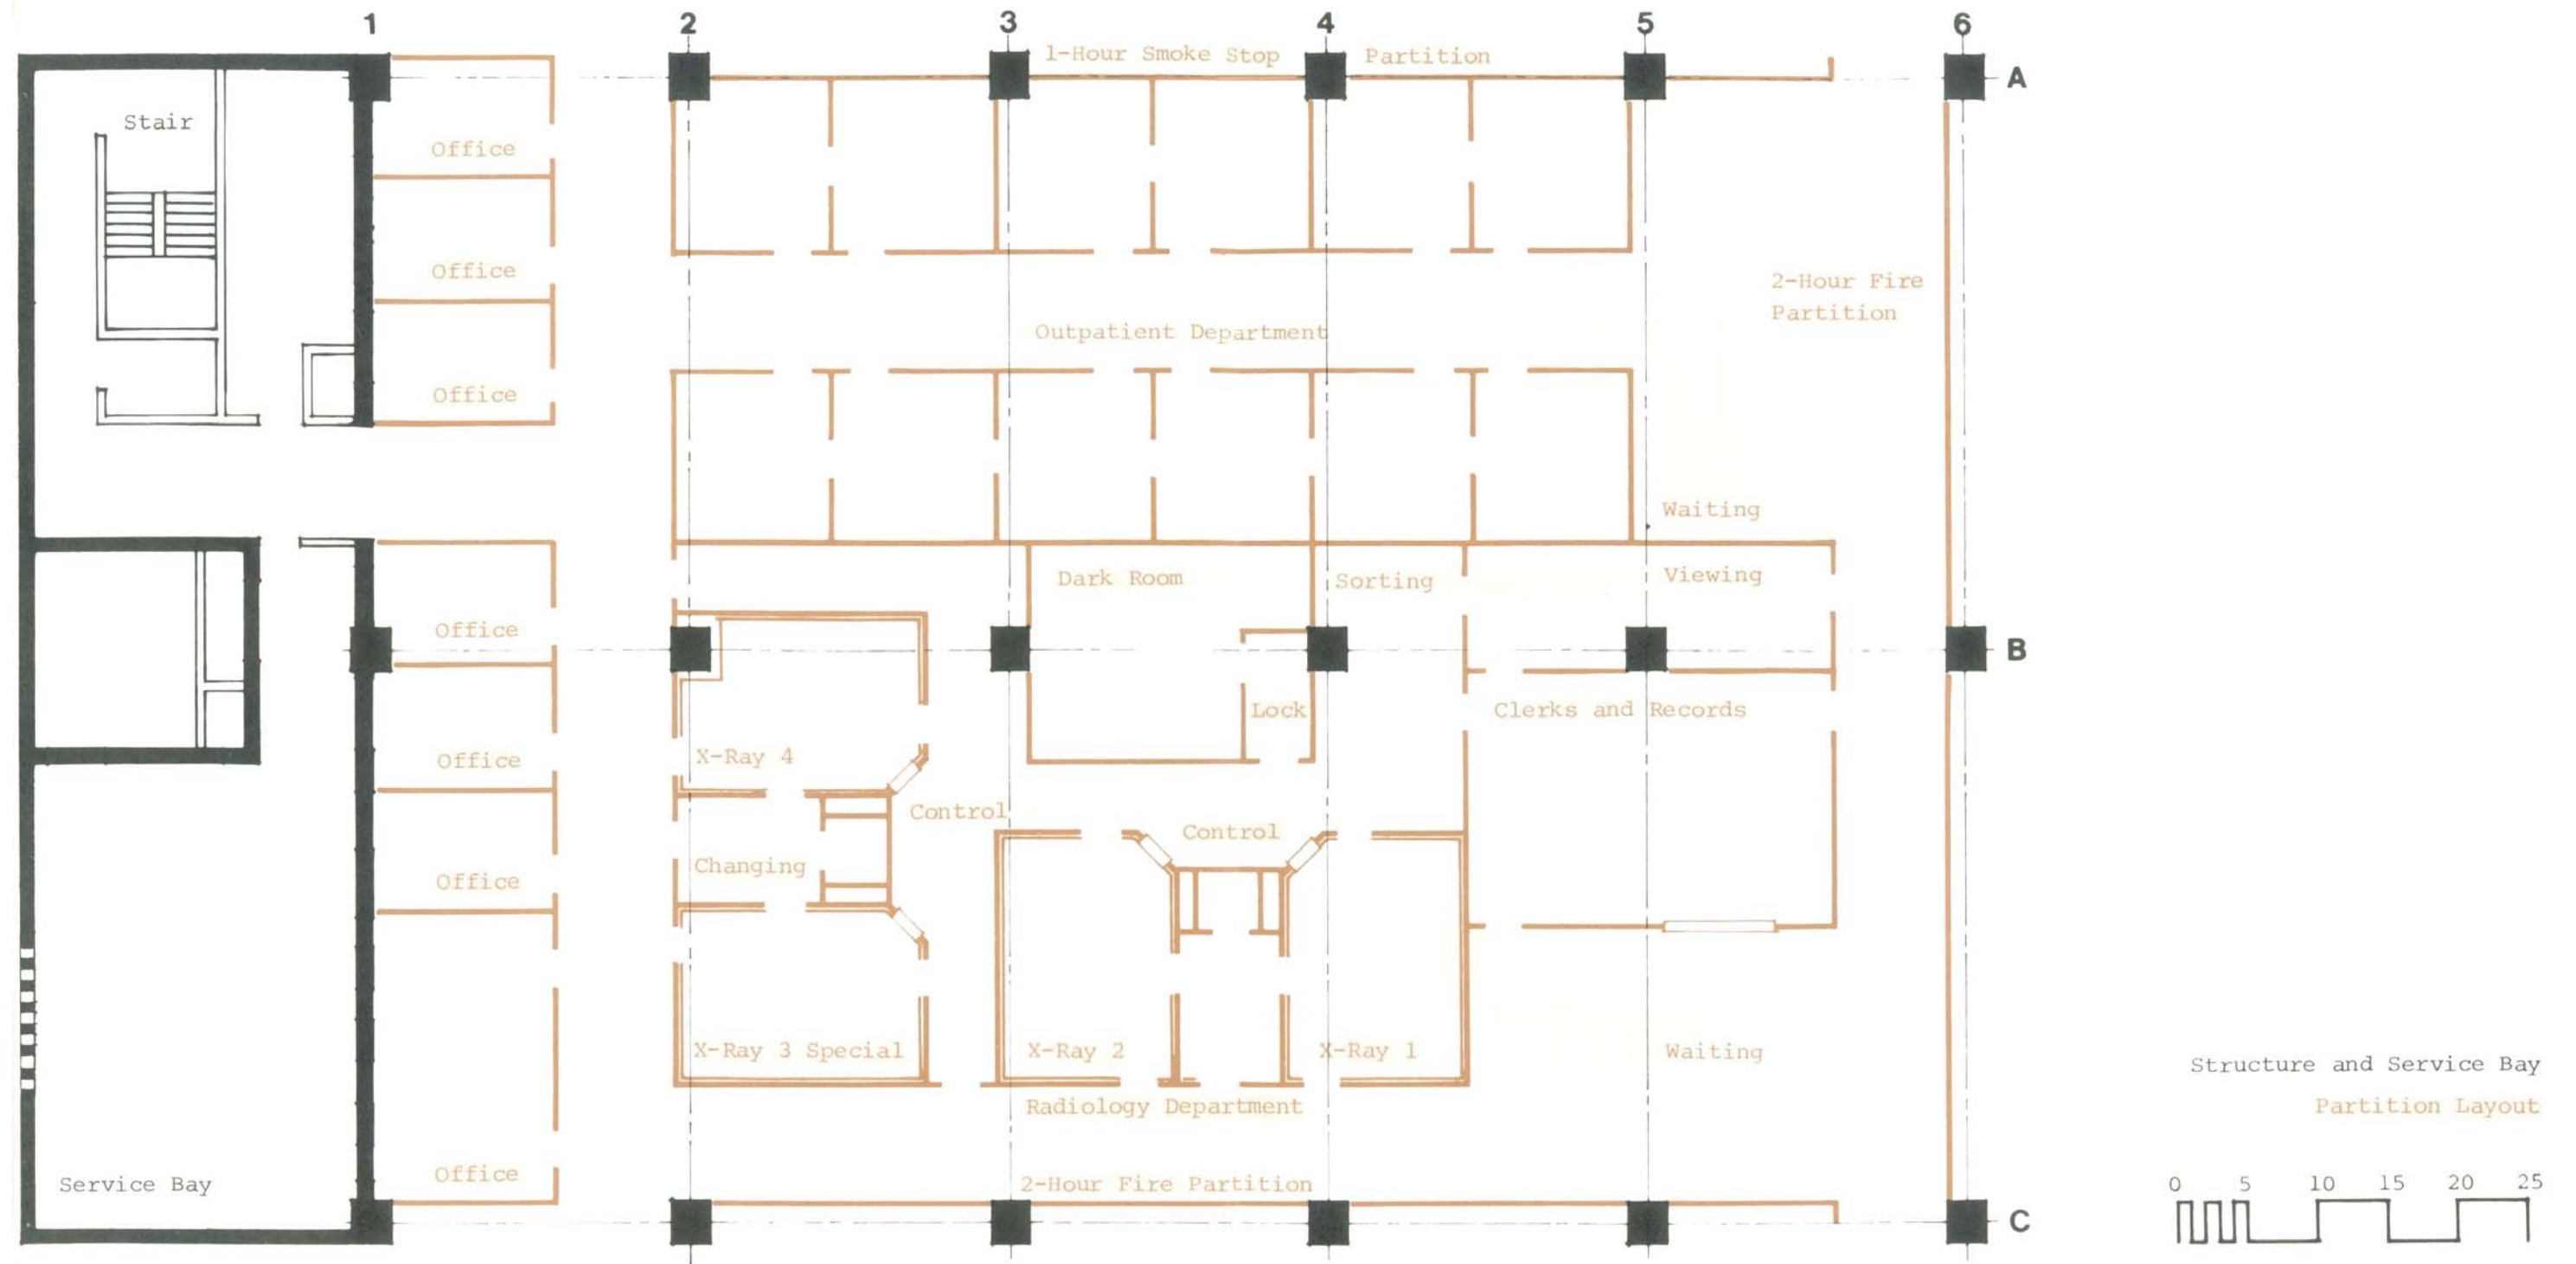 1 2 3 4 5 6
1-Hour Smoke Stop Partition
A
Stair
Office
Office
2-Hour Fire
Partition
Outpatient Department
Office
Waiting
Dark Room
Sorting
Viewing
Office
B
Lock
Clerks and Records
X-Ray 4
Office
Control
Control
Changing
Office
X-Ray 3 Special
X-Ray 2
X-Ray 1
Waiting
Structure and Service Bay
Radiology Department
Partition Layout
Office
Service Bay
2-Hour Fire Partition
0 5 10 15 20 25
C